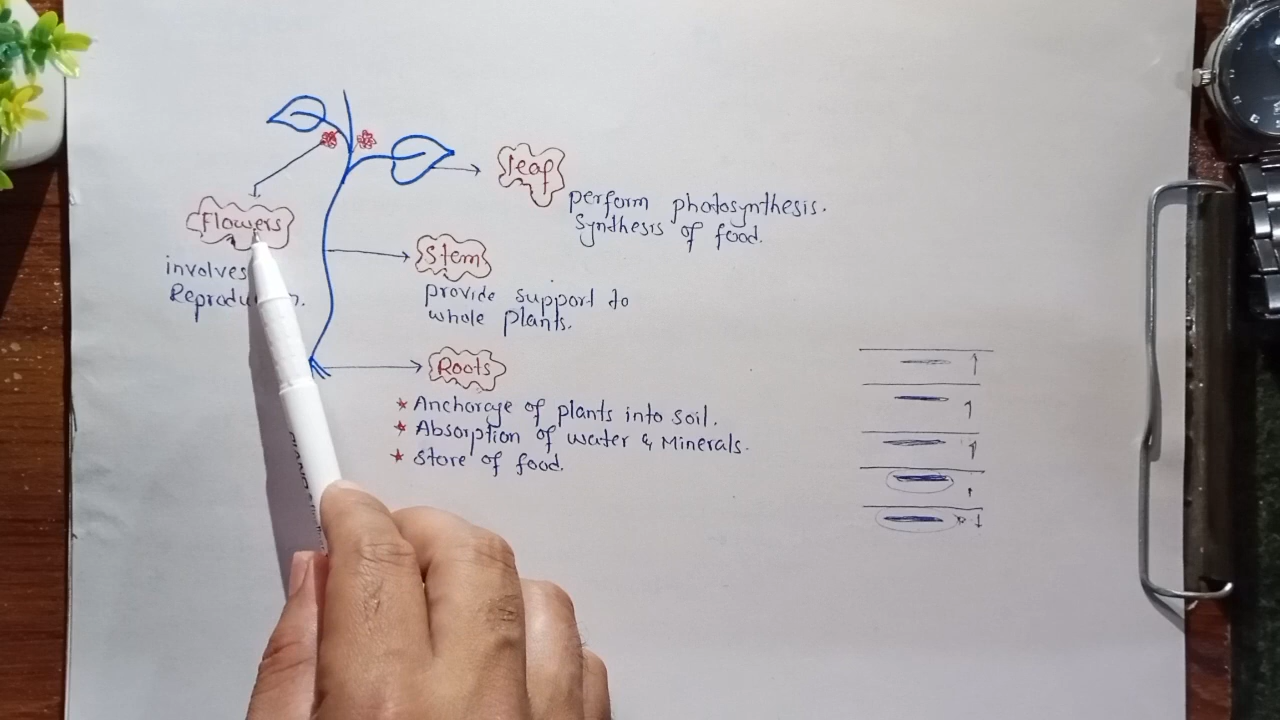 leaf
perform photosynthesis.
Synthesis of food.
Flowers
involves
Stem
provide support to
whole plants.
Roots
* Anchorage of plants into soil.
* Absorption of water & Minerals.
* Store of food.